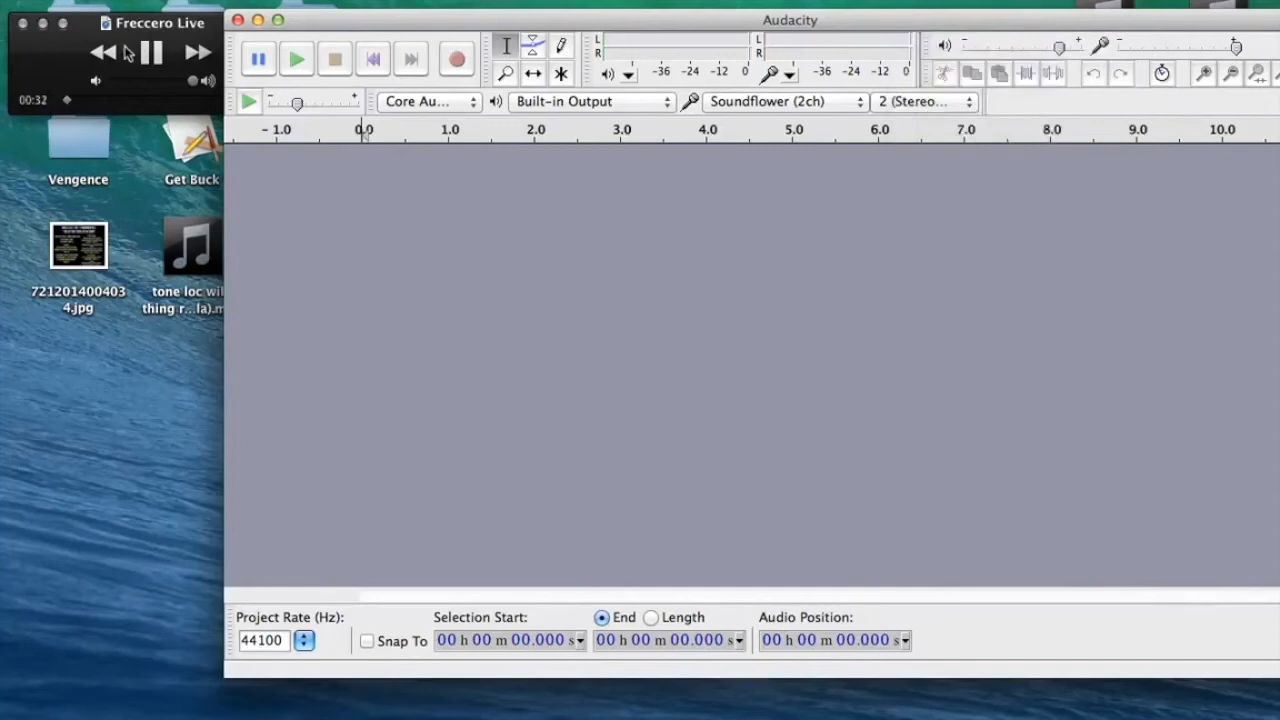 Freccero Live
00:32
Audacity
L
R
-36 -24 -12 0
L
R
-36 -24 -12 0
Core Au...
Built-in Output
Soundflower (2ch)
2 (Stereo...
- 1.0 0.0 1.0 2.0 3.0 4.0 5.0 6.0 7.0 8.0 9.0 10.0
Vengence
Get Buck
721201400403
4.jpg
tone loc wil
thing r...la).m
Project Rate (Hz):
44100
Snap To
Selection Start:
00 h 00 m 00.000 s
End
Length
00 h 00 m 00.000 s
Audio Position:
00 h 00 m 00.000 s